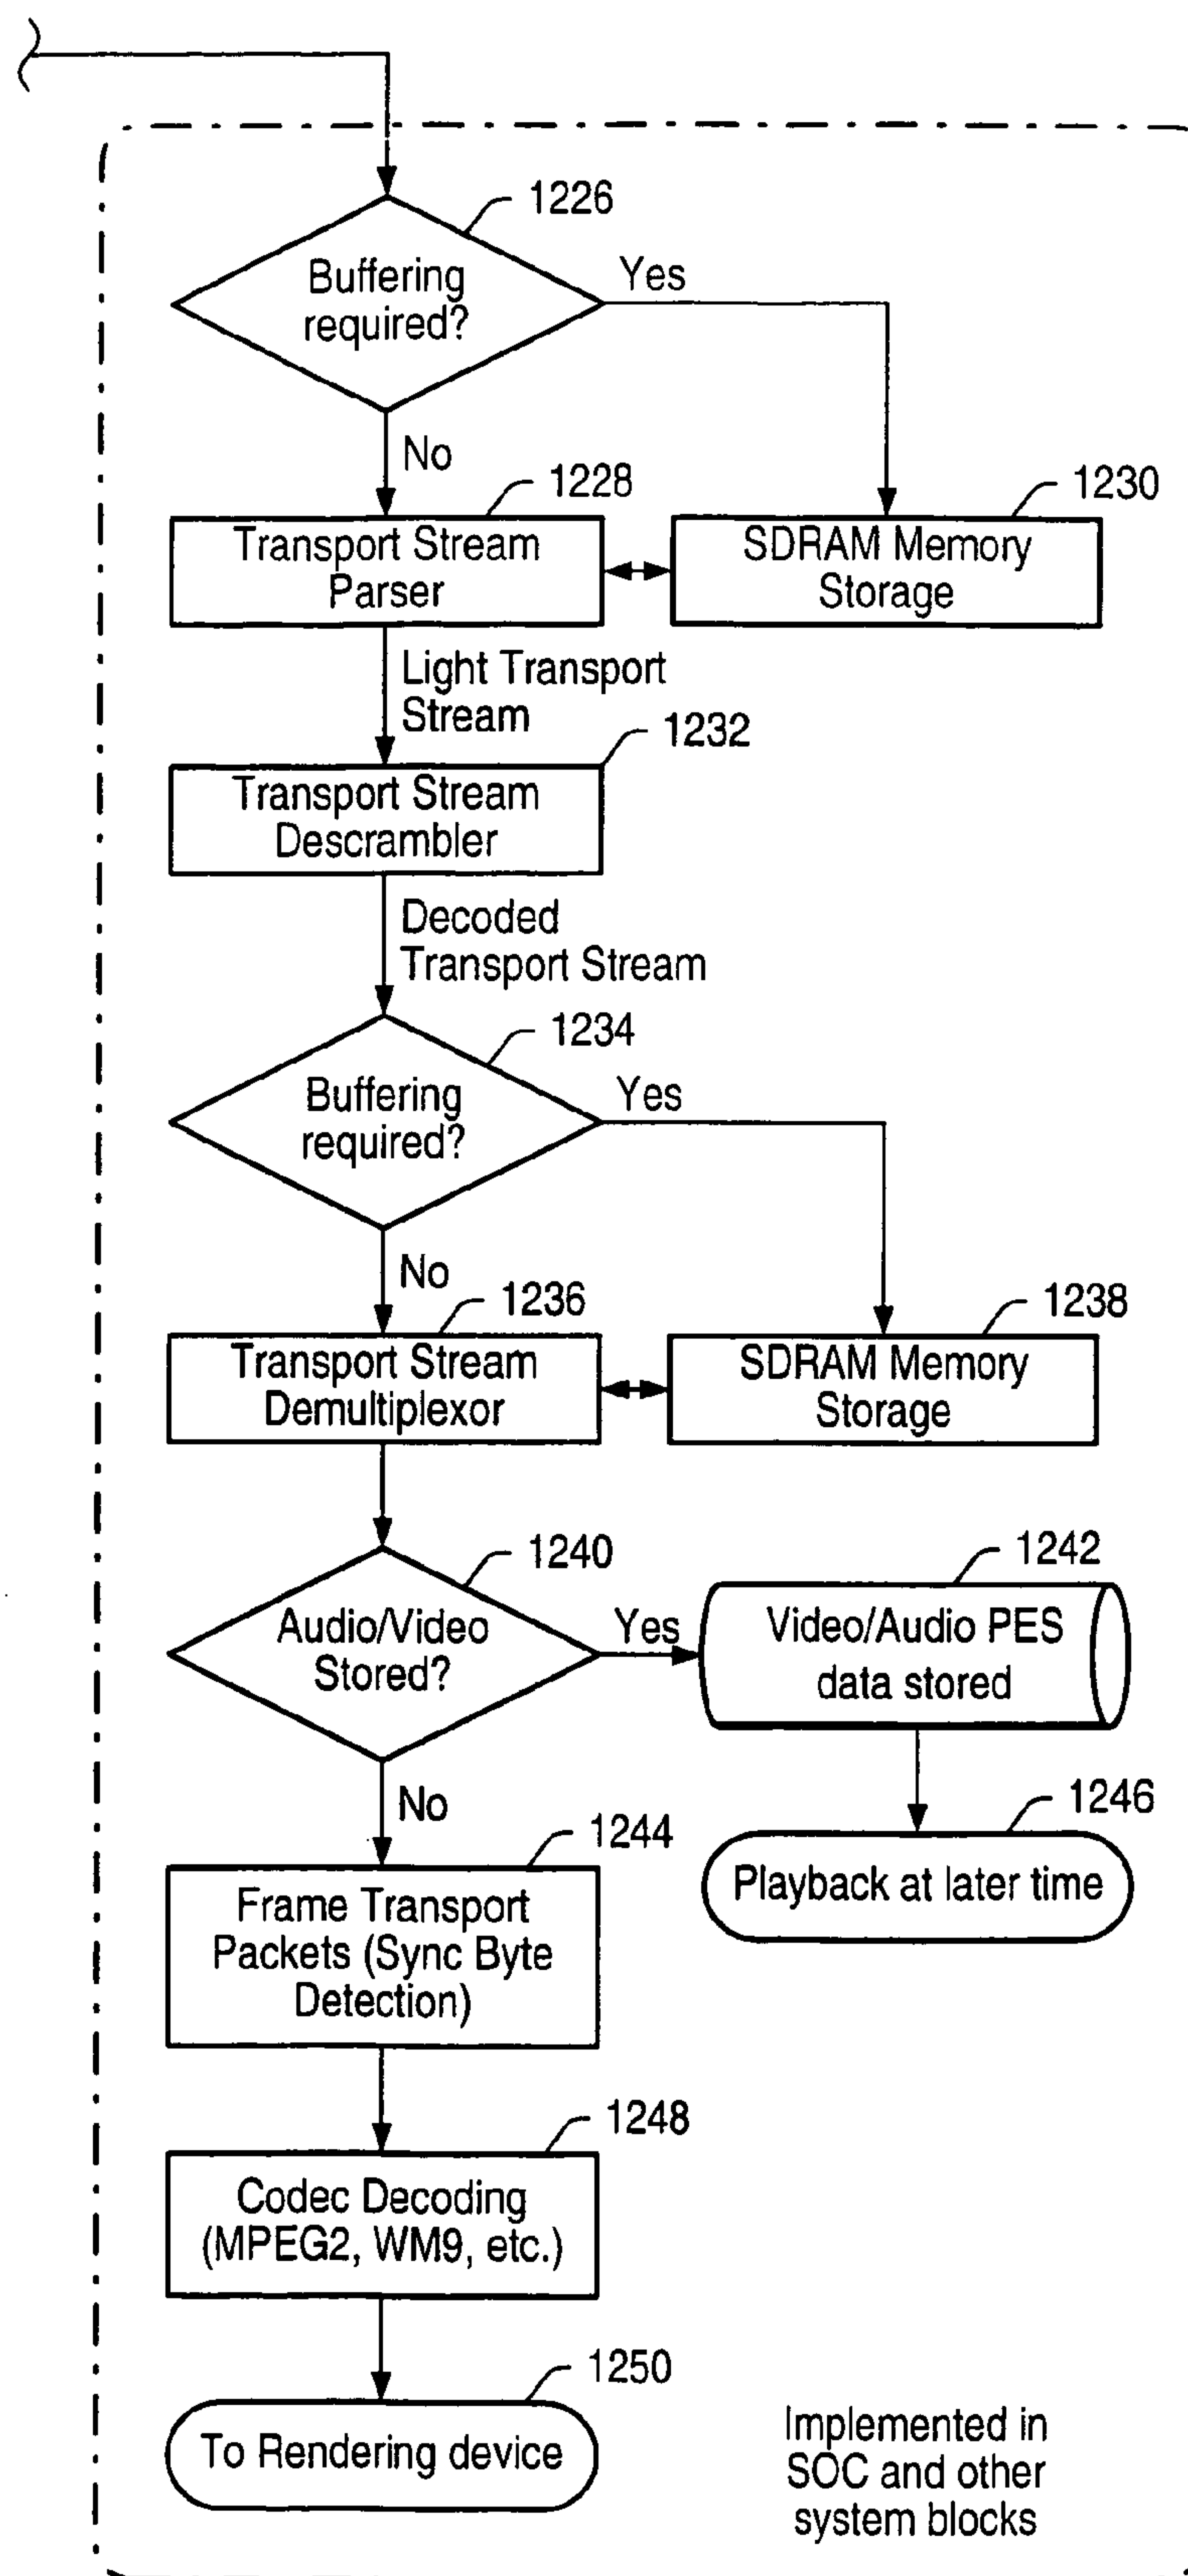 1226
Buffering
required?
Yes
No
1228
Transport Stream
Parser
1230
SDRAM Memory
Storage
Light Transport
Stream
1232
Transport Stream
Descrambler
Decoded
Transport Stream
1234
Buffering
required?
Yes
No
1236
Transport Stream
Demultiplexor
1238
SDRAM Memory
Storage
1240
Audio/Video
Stored?
Yes
1242
Video/Audio PES
data stored
No
1244
Frame Transport
Packets (Sync Byte
Detection)
1246
Playback at later time
1248
Codec Decoding
(MPEG2, WM9, etc.)
1250
To Rendering device
Implemented in
SOC and other
system blocks